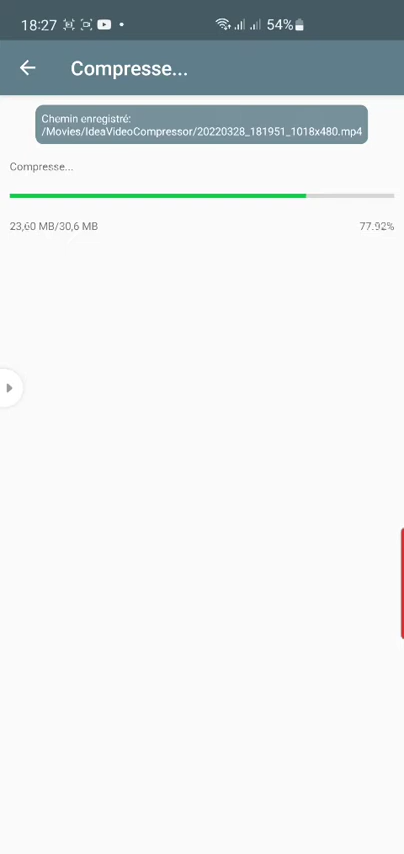 18:27
54%
Compresse...
Chemin enregistré:
/Movies/IdeaVideoCompressor/20220328_181951_1018x480.mp4
Compresse...
23,60 MB/30,6 MB
77.92%